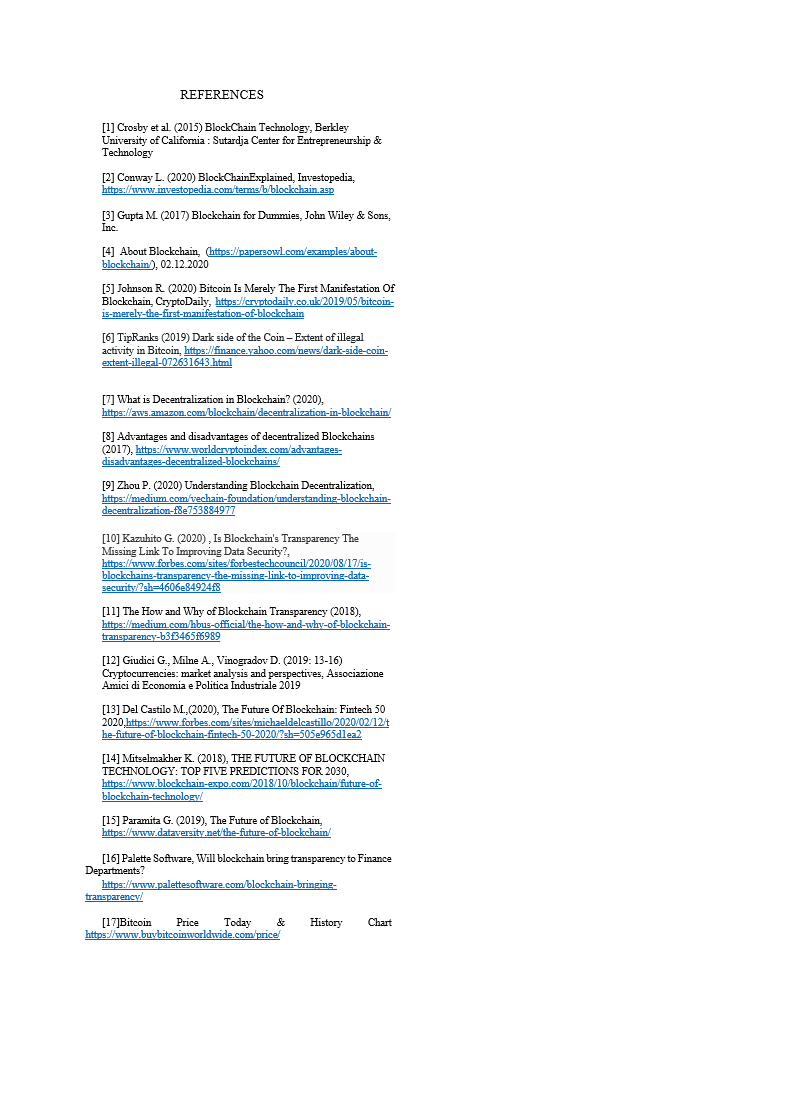 REFERENCES
[1] Crosby et al. (2015) BlockChain Technology, Berkley
University of California : Sutardja Center for Entrepreneurship &
Technology
[2] Conway L. (2020) BlockChainExplained, Investopedia,
https://www.investopedia.com/terms/b/blockchain.asp
[3] Gupta M. (2017) Blockchain for Dummies, John Wiley & Sons,
Inc.
[4] About Blockchain, (https://papersowl.com/examples/about-
blockchain/), 02.12.2020
[5] Johnson R. (2020) Bitcoin Is Merely The First Manifestation Of
Blockchain, CryptoDaily, https://cryptodaily.co.uk/2019/05/bitcoin-
is-merely-the-first-manifestation-of-blockchain
[6] TipRanks (2019) Dark side of the Coin – Extent of illegal
activity in Bitcoin, https://finance.yahoo.com/news/dark-side-coin-
extent-illegal-072631643.html
[7] What is Decentralization in Blockchain? (2020),
https://aws.amazon.com/blockchain/decentralization-in-blockchain/
[8] Advantages and disadvantages of decentralized Blockchains
(2017), https://www.worldcryptoindex.com/advantages-
disadvantages-decentralized-blockchains/
[9] Zhou P. (2020) Understanding Blockchain Decentralization,
https://medium.com/vechain-foundation/understanding-blockchain-
decentralization-f8e753884977
[10] Kazuhito G. (2020) , Is Blockchain's Transparency The
Missing Link To Improving Data Security?,
https://www.forbes.com/sites/forbestechcouncil/2020/08/17/is-
blockchains-transparency-the-missing-link-to-improving-data-
security/?sh=4606e84924f8
[11] The How and Why of Blockchain Transparency (2018),
https://medium.com/hbus-official/the-how-and-why-of-blockchain-
transparency-b3f3465f6989
[12] Giudici G., Milne A., Vinogradov D. (2019: 13-16)
Cryptocurrencies: market analysis and perspectives, Associazione
Amici di Economia e Politica Industriale 2019
[13] Del Castilo M.,(2020), The Future Of Blockchain: Fintech 50
2020,https://www.forbes.com/sites/michaeldelcastillo/2020/02/12/t
he-future-of-blockchain-fintech-50-2020/?sh=505e965d1ea2
[14] Mitselmakher K. (2018), THE FUTURE OF BLOCKCHAIN
TECHNOLOGY: TOP FIVE PREDICTIONS FOR 2030,
https://www.blockchain-expo.com/2018/10/blockchain/future-of-
blockchain-technology/
[15] Paramita G. (2019), The Future of Blockchain,
https://www.dataversity.net/the-future-of-blockchain/
[16] Palette Software, Will blockchain bring transparency to Finance
Departments?
https://www.palettesoftware.com/blockchain-bringing-
transparency/
[17]Bitcoin Price Today & History Chart
https://www.buybitcoinworldwide.com/price/